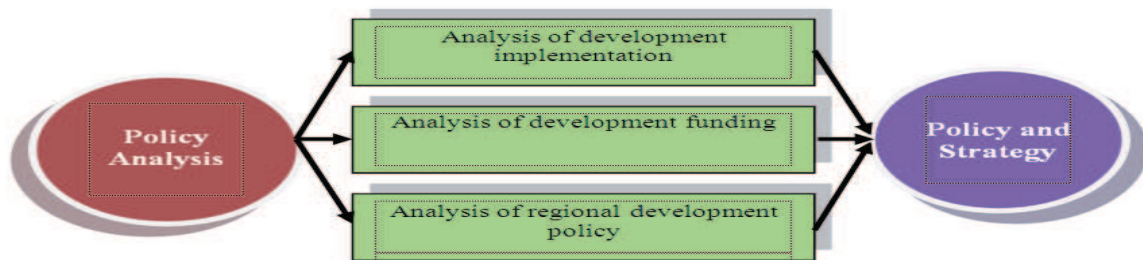 Policy
Analysis
Analysis of development
implementation
Analysis of development funding
Analysis of regional development
policy
Policy and
Strategy